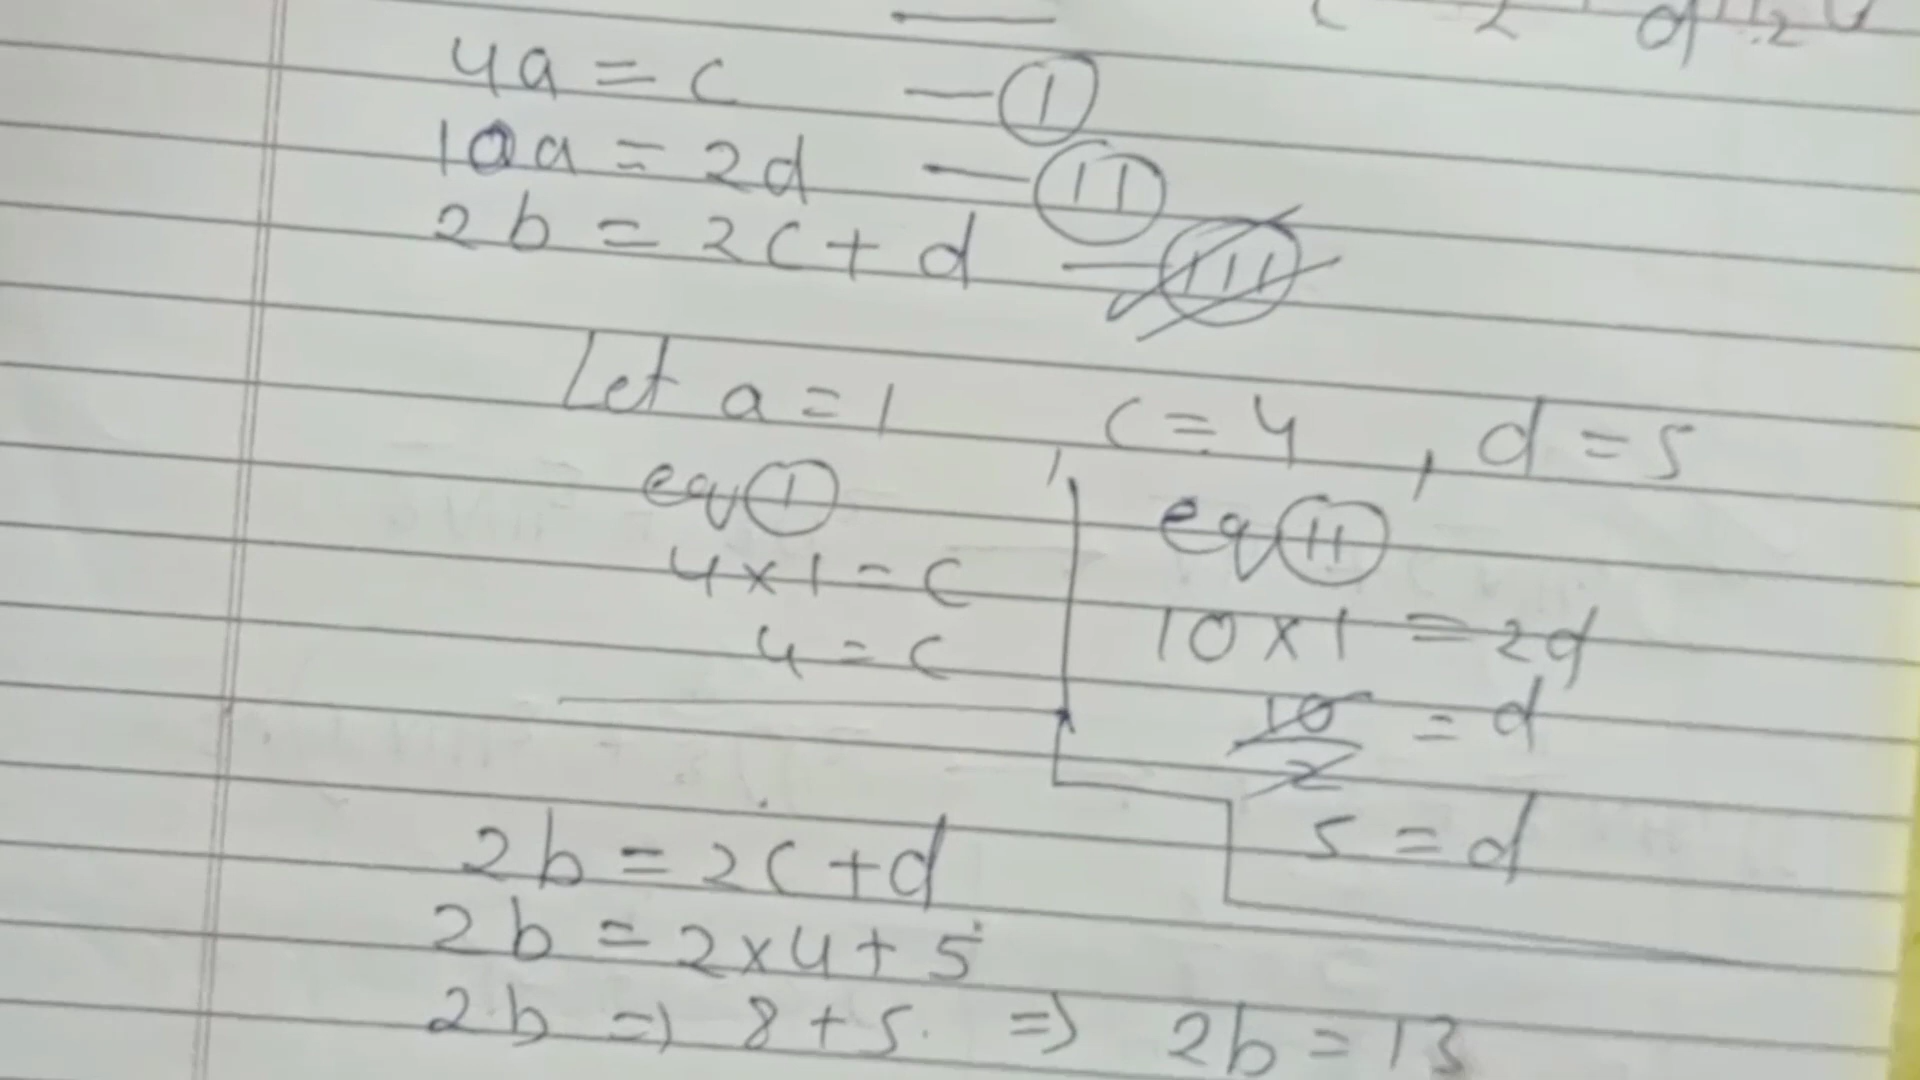 4a = c — I
10a = 2d — II
2b = 2c + d — III
Let a = 1, c = 4, d = 5
eq I
4 × 1 = c
4 = c
eq II
10 × 1 = 2d
10/2 = d
5 = d
2b = 2c + d
2b = 2 × 4 + 5
2b ⇒ 8 + 5 ⇒ 2b = 13